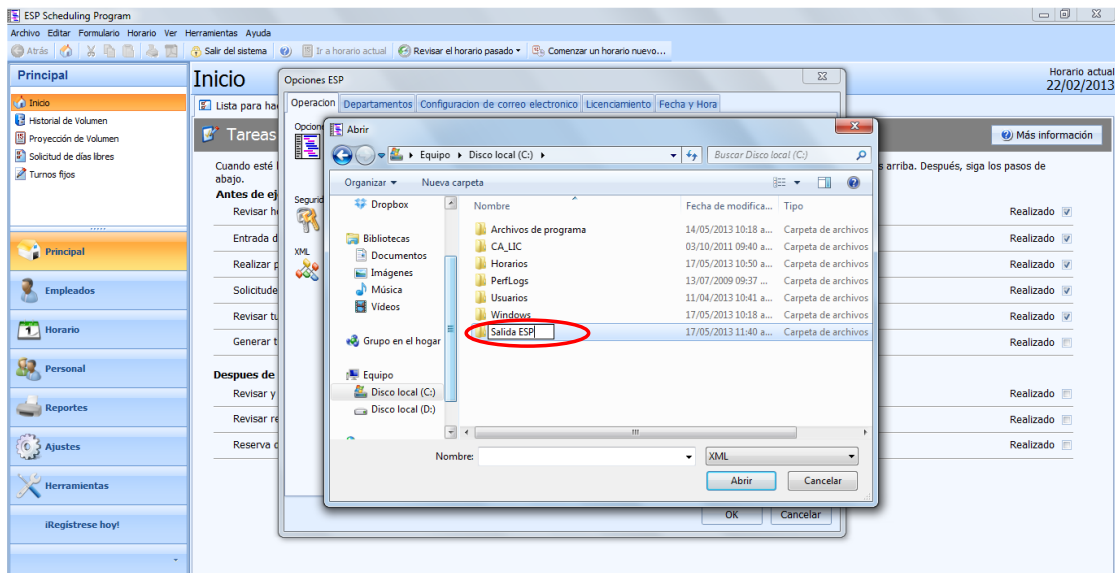 ESP Scheduling Program
Archivo Editar Formulario Horario Ver Herramientas Ayuda
Atrás Salir del sistema Ir a horario actual Revisar el horario pasado Comenzar un horario nuevo...
Principal
Inicio
Historial de Volumen
Proyección de Volumen
Solicitud de días libres
Turnos fijos
Principal
Empleados
Horario
Personal
Reportes
Ajustes
Herramientas
¡Regístrese hoy!
Inicio
Horario actual
22/02/2013
Lista para ha
Tareas
Más información
Cuando esté l
s arriba. Después, siga los pasos de
abajo.
Antes de ej
Revisar he
Realizado
Entrada d
Realizado
Realizar p
Realizado
Solicitude
Realizado
Revisar tu
Realizado
Generar t
Realizado
Despues de
Revisar y
Realizado
Revisar re
Realizado
Reserva d
Realizado
Opciones ESP
Operacion Departamentos Configuracion de correo electronico Licenciamiento Fecha y Hora
Opcion
Segurid
XML
OK Cancelar
Abrir
Equipo Disco local (C:)
Buscar Disco local (C:)
Organizar Nueva carpeta
Dropbox
Bibliotecas
Documentos
Imágenes
Música
Vídeos
Grupo en el hogar
Equipo
Disco local (C:)
Disco local (D:)
Nombre Fecha de modifica... Tipo
Archivos de programa 14/05/2013 10:18 a... Carpeta de archivos
CA_LIC 03/10/2011 09:40 a... Carpeta de archivos
Horarios 17/05/2013 10:50 a... Carpeta de archivos
PerfLogs 13/07/2009 09:37 ... Carpeta de archivos
Usuarios 11/04/2013 10:41 a... Carpeta de archivos
Windows 17/05/2013 10:18 a... Carpeta de archivos
Salida ESP 17/05/2013 11:40 a... Carpeta de archivos
Nombre: XML
Abrir Cancelar